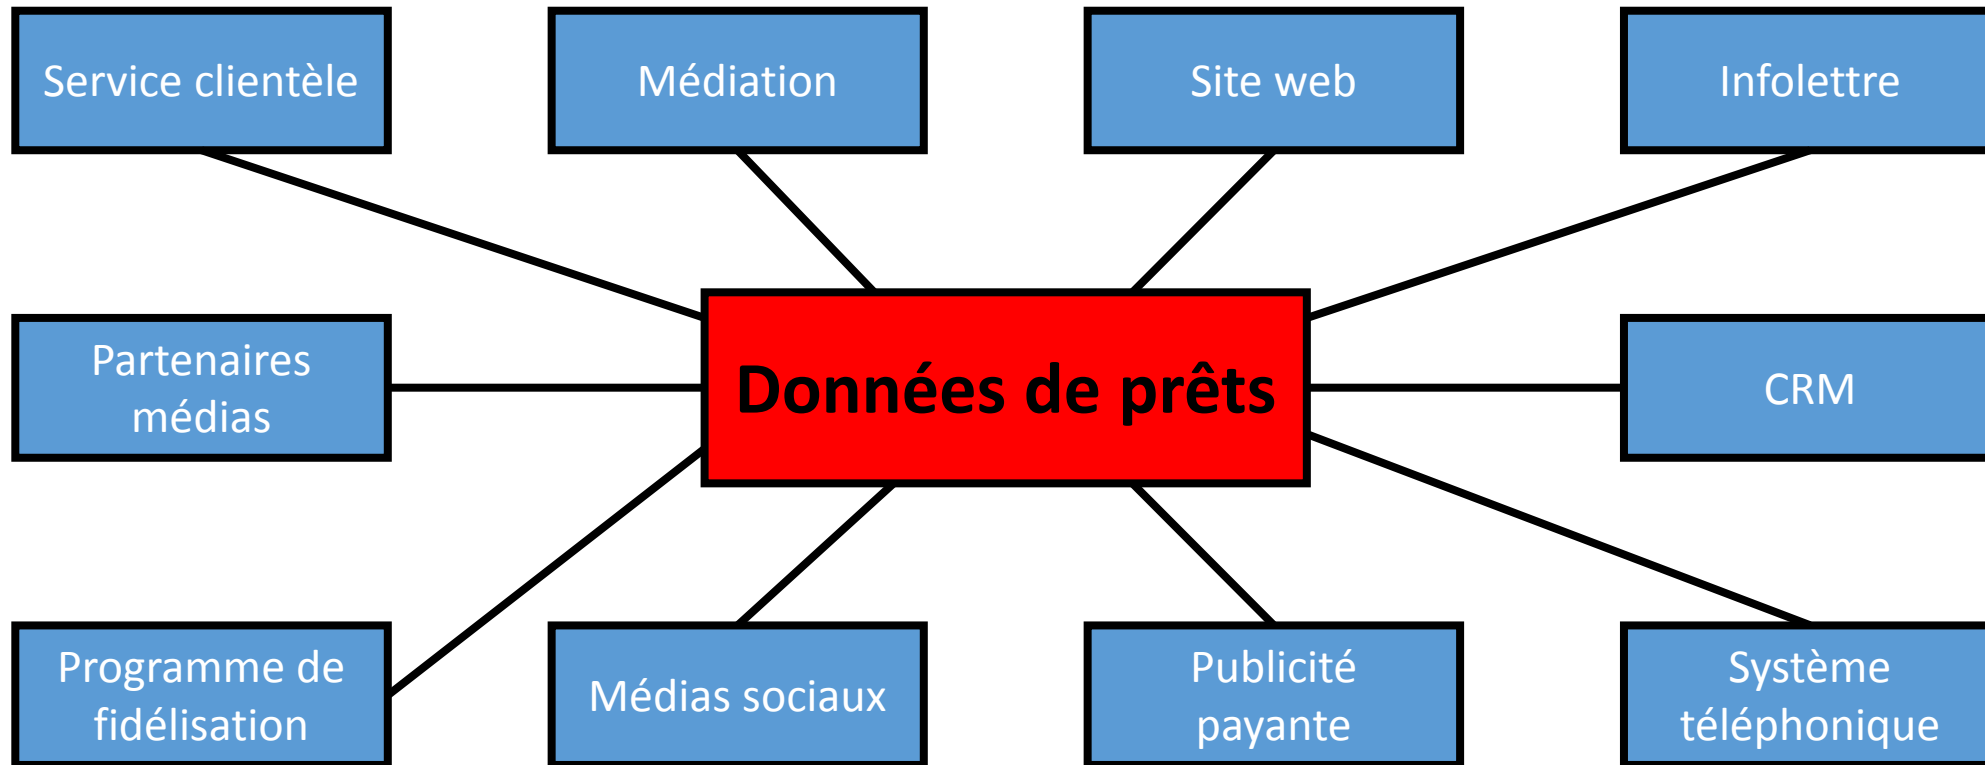 Service clientèle
Médiation
Site web
Infolettre
Partenaires
médias
Données de prêts
CRM
Programme de
fidélisation
Médias sociaux
Publicité
payante
Système
téléphonique